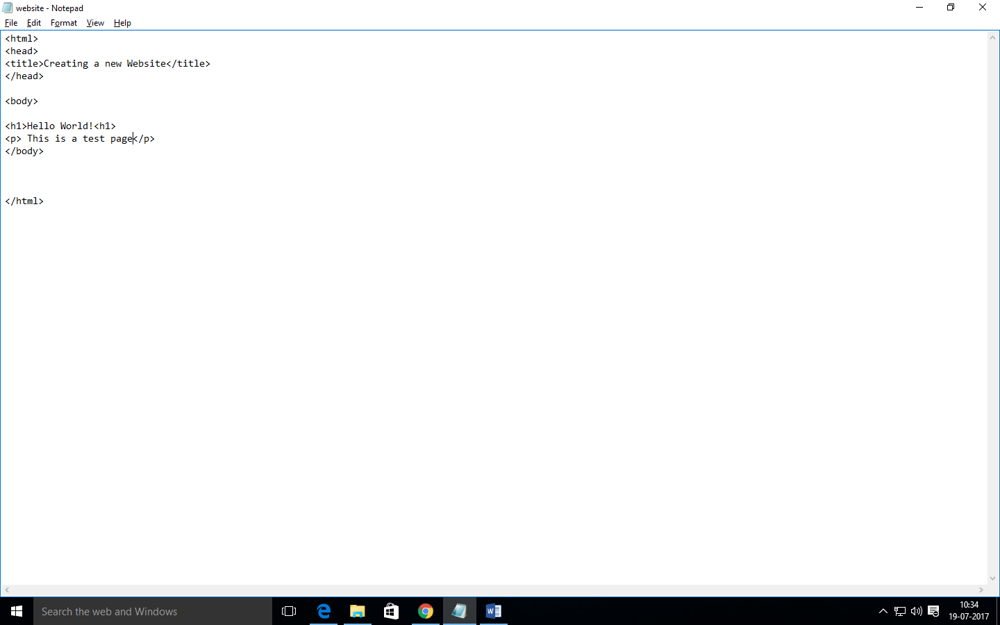 website - Notepad
File Edit Format View Help
<html>
<head>
<title>Creating a new Website</title>
</head>
<body>
<h1>Hello World!<h1>
<p> This is a test page</p>
</body>
</html>
Search the web and Windows
10:34
19-07-2017